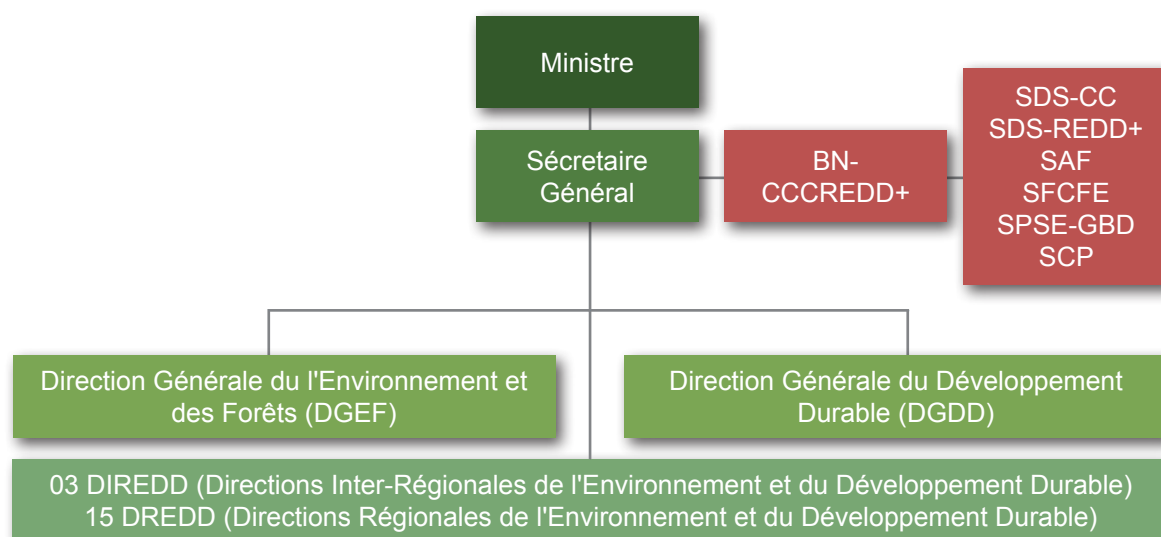 Ministre
Sécretaire
Général
BN-
CCCREDD+
SDS-CC
SDS-REDD+
SAF
SFCFE
SPSE-GBD
SCP
Direction Générale du l'Environnement et
des Forêts (DGEF)
Direction Générale du Développement
Durable (DGDD)
03 DIREDD (Directions Inter-Régionales de l'Environnement et du Développement Durable)
15 DREDD (Directions Régionales de l'Environnement et du Développement Durable)